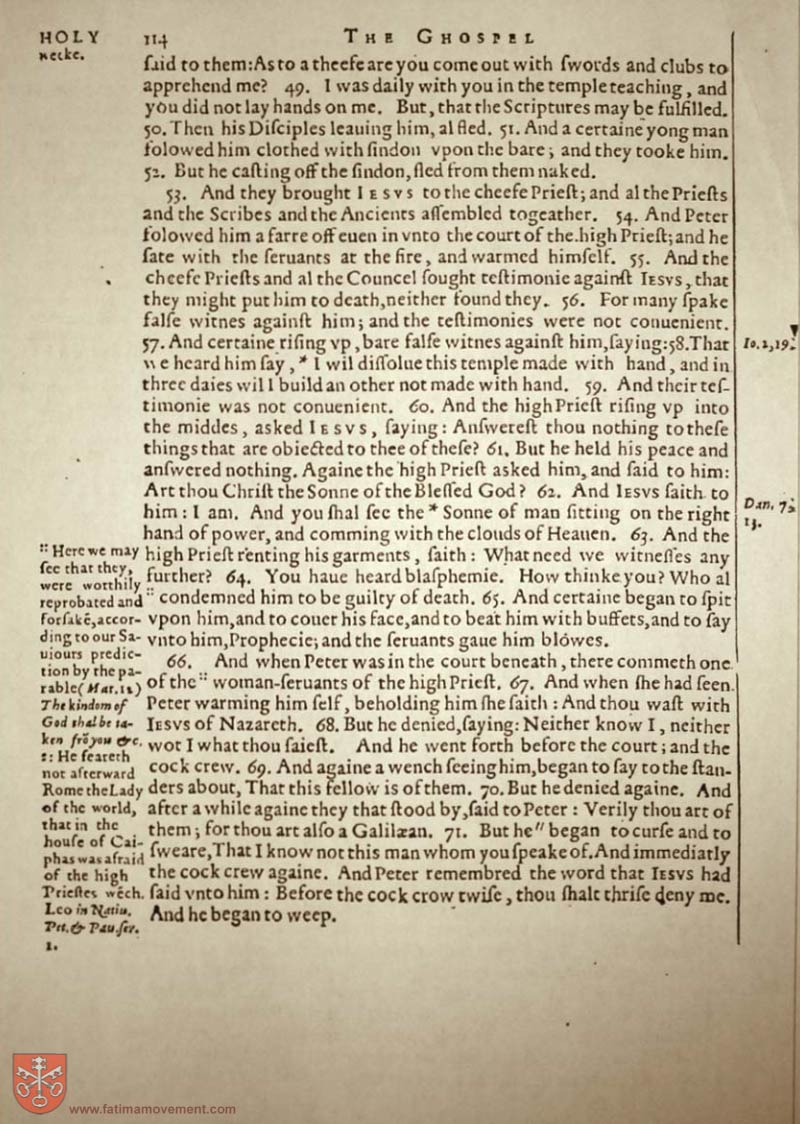 HOLY
weeke.
114
THE GHOSPEL
ſaid to them: As to a theefe are you come out with ſwords and clubs to
apprehend me? 49. I was daily with you in the temple teaching, and
you did not lay hands on me. But, that the Scriptures may be fulfilled.
50. Then his Diſciples leauing him, al fled. 51. And a certaine yong man
folowed him clothed with ſindon vpon the bare; and they tooke him.
52. But he caſting off the ſindon, fled from them naked.
53. And they brought IESVS to the cheefe Prieſt; and al the Prieſts
and the Scribes and the Ancients aſſembled togeather. 54. And Peter
folowed him a farre off euen in vnto the court of the high Prieſt; and he
ſate with the ſeruants at the fire, and warmed himſelf. 55. And the
cheefe Prieſts and al the Councel ſought teſtimonie againſt IESVS, that
they might put him to death, neither found they. 56. For many ſpake
falſe witnes againſt him; and the teſtimonies were not conuenient.
57. And certaine riſing vp, bare falſe witnes againſt him, ſaying: 58. That
we heard him ſay, * I wil diſſolue this temple made with hand, and in
three daies wil I build an other not made with hand. 59. And their teſ-
timonie was not conuenient. 60. And the high Prieſt riſing vp into
the middes, asked IESVS, ſaying: Anſwereſt thou nothing to theſe
things that are obiected to thee of theſe? 61. But he held his peace and
anſwered nothing. Againe the high Prieſt asked him, and ſaid to him:
Art thou Chriſt the Sonne of the Bleſſed God? 62. And IESVS ſaith to
him: I am. And you ſhal ſee the * Sonne of man ſitting on the right
hand of power, and comming with the clouds of Heauen. 63. And the
high Prieſt renting his garments, ſaith: What need we witneſſes any
further? 64. You haue heard blaſphemie. How thinke you? Who al
" condemned him to be guilty of death. 65. And certaine began to ſpit
vpon him, and to couer his face, and to beat him with buffets, and to ſay
vnto him, Prophecie; and the ſeruants gaue him blowes.
66. And when Peter was in the court beneath, there commeth one
of the :: woman-ſeruants of the high Prieſt. 67. And when ſhe had ſeen
Peter warming him ſelf, beholding him ſhe ſaith: And thou waſt with
IESVS of Nazareth. 68. But he denied, ſaying: Neither know I, neither
wot I what thou ſaieſt. And he went forth before the court; and the
cock crew. 69. And againe a wench ſeeing him, began to ſay to the ſtan-
ders about, That this fellow is of them. 70. But he denied againe. And
after a while againe they that ſtood by, ſaid to Peter: Verily thou art of
them; for thou art alſo a Galilæan. 71. But he " began to curſe and to
ſweare, That I know not this man whom you ſpeake of. And immediatly
the cock crew againe. And Peter remembred the word that IESVS had
ſaid vnto him: Before the cock crow twiſe, thou ſhalt thriſe deny me.
And he began to weep.
Io. 2, 19.
Dan. 7,
13.
:: Here we may
ſee that they,
were worthily
reprobated and
forſakē, accor-
ding to our Sa-
uiours predic-
tion by the pa-
rable (Mar. 12)
The kindom of
God shal be ta-
ken frō you &c.
:: He feareth
not afterward
Rome the Lady
of the world,
that in the
houſe of Cai-
phas was afraid
of the high
Prieſtes wēch.
Leo in Natiu.
Pet. & Pau. ſer.
1.
www.fatimamovement.com